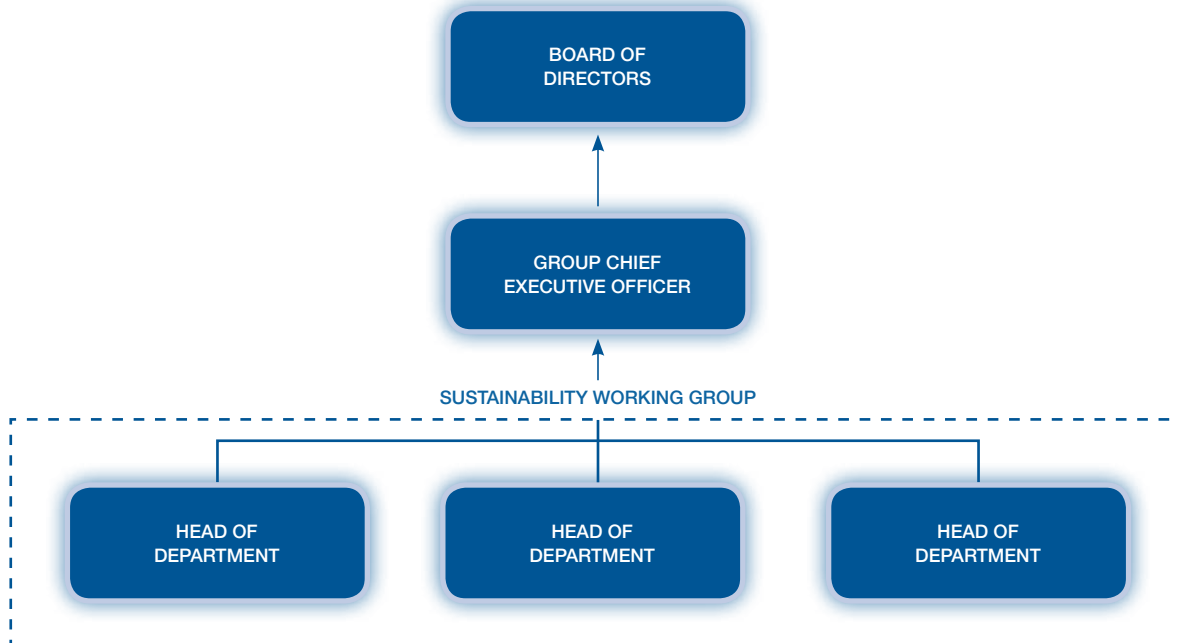 BOARD OF
DIRECTORS
GROUP CHIEF
EXECUTIVE OFFICER
SUSTAINABILITY WORKING GROUP
HEAD OF
DEPARTMENT
HEAD OF
DEPARTMENT
HEAD OF
DEPARTMENT